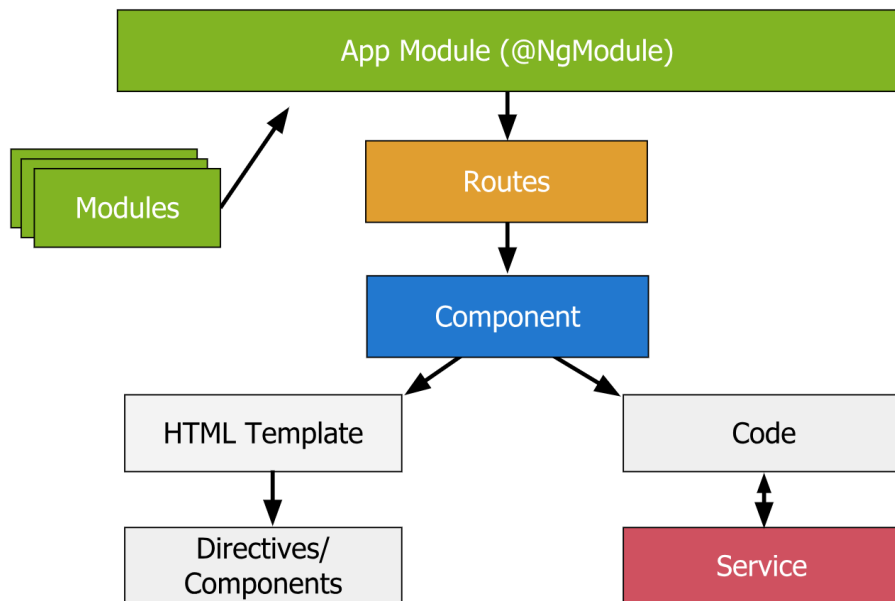 App Module (@NgModule)
Modules
Routes
Component
HTML Template
Code
Directives/
Components
Service